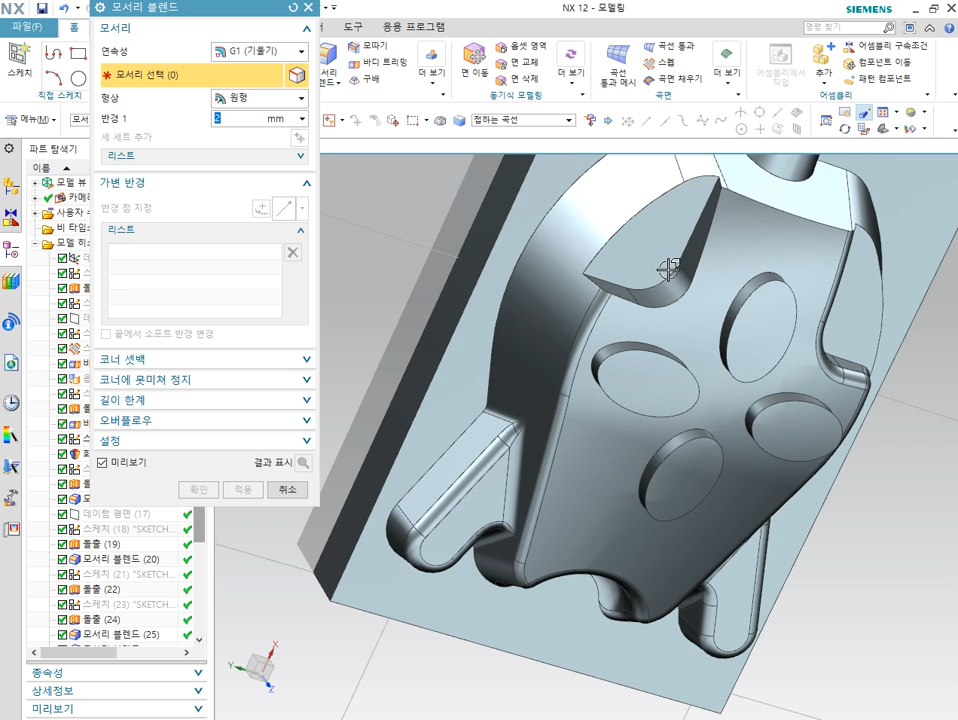 NX
모서리 블렌드
NX 12 - 모델링
SIEMENS
파일(F)
홈
도구
응용 프로그램
명령 찾기
스케치
직접 스케치
모따기
바디 트리밍
구배
더 보기
면 이동
옵셋 영역
면 교체
면 삭제
더 보기
동기식 모델링
곡선
통과 메시
곡선 통과
스웹
곡면 채우기
더 보기
곡면
어셈블리에서
작업
추가
어셈블리 구속조건
컴포넌트 이동
패턴 컴포넌트
어셈블리
메뉴(M)
접하는 곡선
모서리
연속성
G1 (기울기)
* 모서리 선택 (0)
형상
원형
반경 1
2
mm
세 세트 추가
리스트
가변 반경
반경 점 지정
리스트
끝에서 소프트 반경 변경
코너 셋백
코너에 못미쳐 정지
길이 한계
오버플로우
설정
미리보기
결과 표시
확인
적용
취소
파트 탐색기
이름
모델 뷰
카메라
사용자
비 타임
모델 히
데이텀 평면 (17)
스케치 (18) "SKETCH...
돌출 (19)
모서리 블렌드 (20)
스케치 (21) "SKETCH...
돌출 (22)
스케치 (23) "SKETCH...
돌출 (24)
모서리 블렌드 (25)
종속성
상세정보
미리보기
X
Y
Z